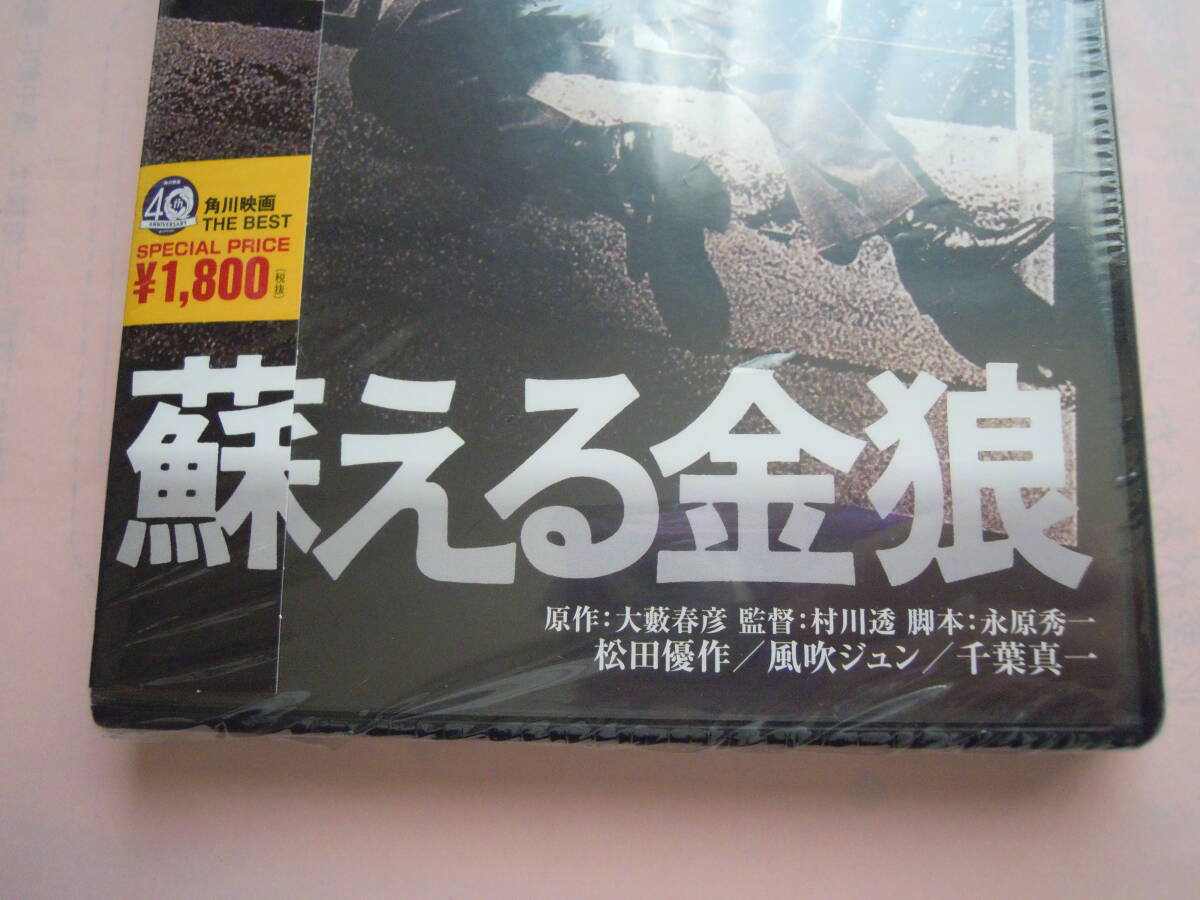 40th
ANNIVERSARY
角川映画
THE BEST
SPECIAL PRICE
¥1,800
〔税抜〕
蘇える金狼
原作：大藪春彦 監督：村川透 脚本：永原秀一
松田優作／風吹ジュン／千葉真一